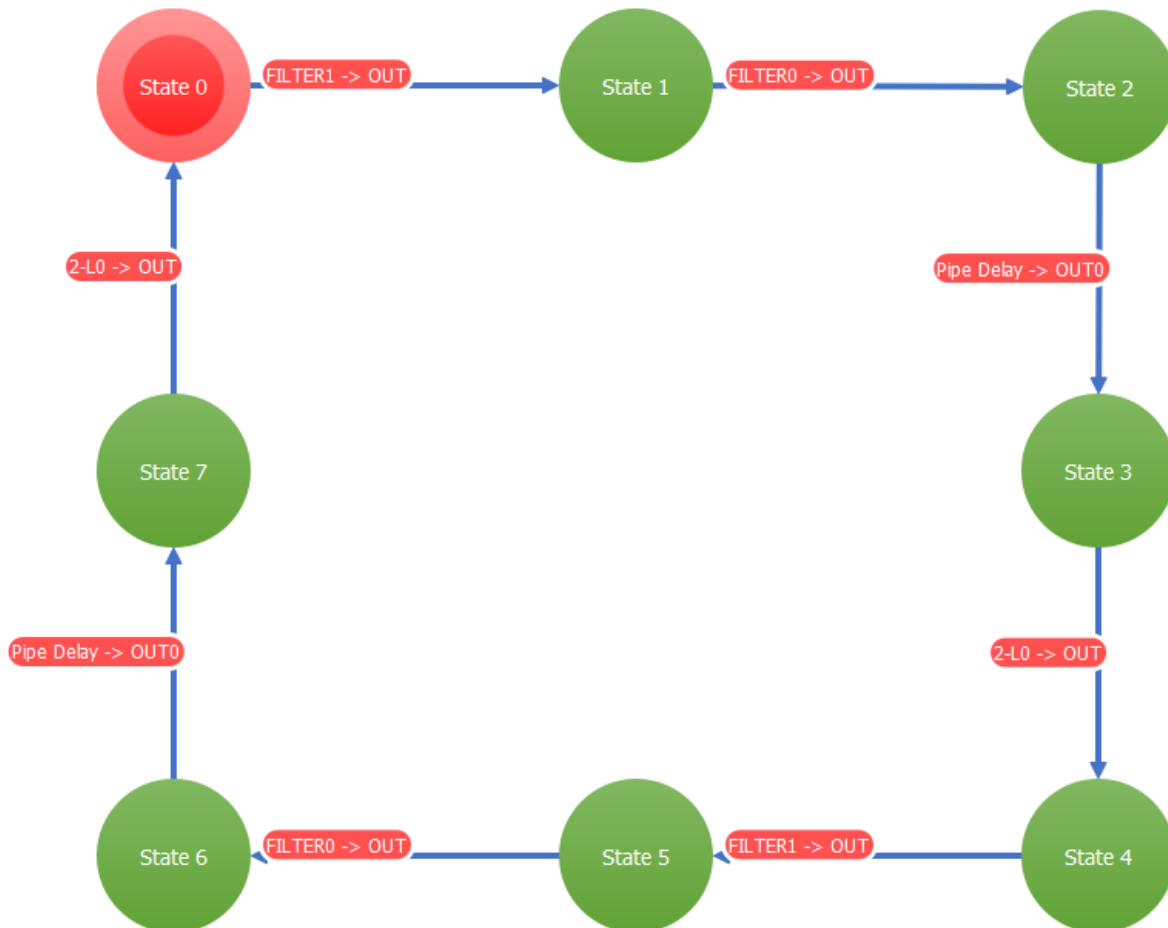 State 0
FILTER1 -> OUT
State 1
FILTER0 -> OUT
State 2
2-L0 -> OUT
Pipe Delay -> OUT0
State 7
State 3
Pipe Delay -> OUT0
2-L0 -> OUT
State 6
FILTER0 -> OUT
State 5
FILTER1 -> OUT
State 4